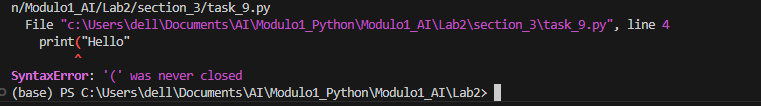 n/Modulo1_AI/Lab2/section_3/task_9.py
  File "c:\Users\dell\Documents\AI\Modulo1_Python\Modulo1_AI\Lab2\section_3\task_9.py", line 4
    print("Hello"
         ^
SyntaxError: '(' was never closed
(base) PS C:\Users\dell\Documents\AI\Modulo1_Python\Modulo1_AI\Lab2>